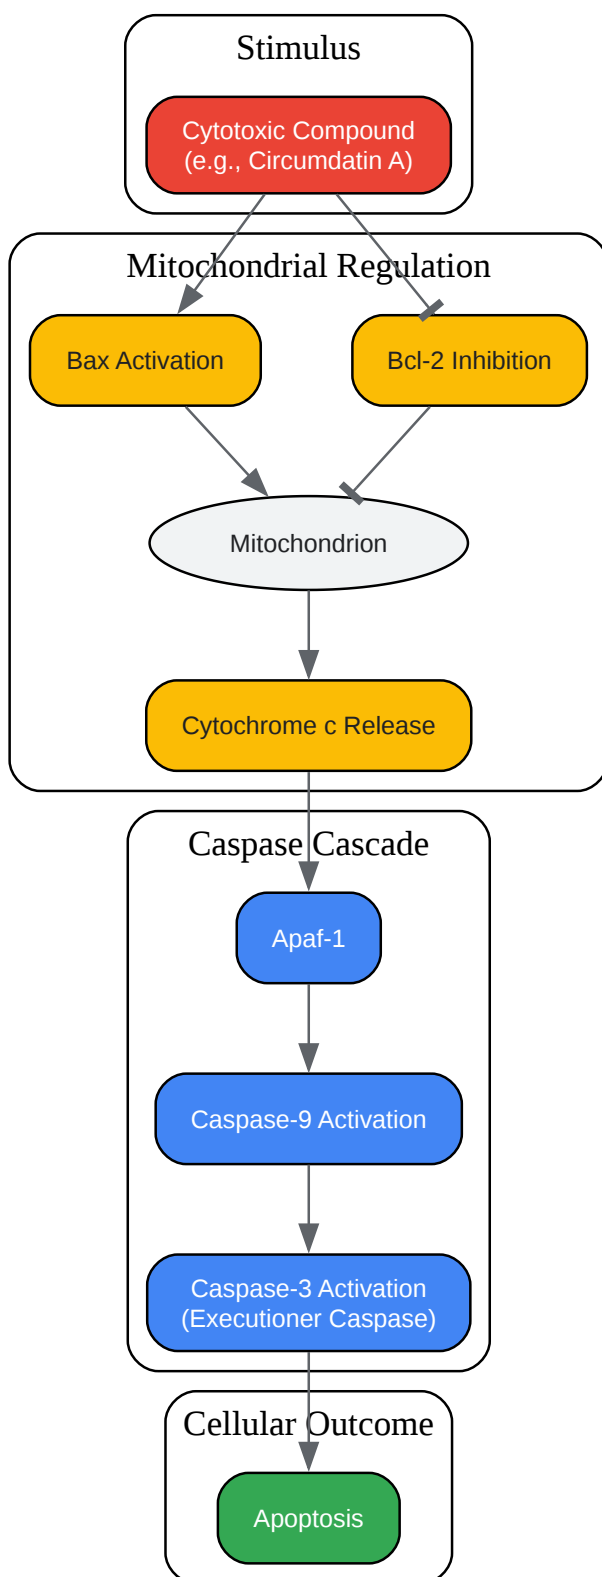 Stimulus
Cytotoxic Compound
(e.g., Circumdatin A)
Mitochondrial Regulation
Bax Activation
Bcl-2 Inhibition
Mitochondrion
Cytochrome c Release
Caspase Cascade
Apaf-1
Caspase-9 Activation
Caspase-3 Activation
(Executioner Caspase)
Cellular Outcome
Apoptosis